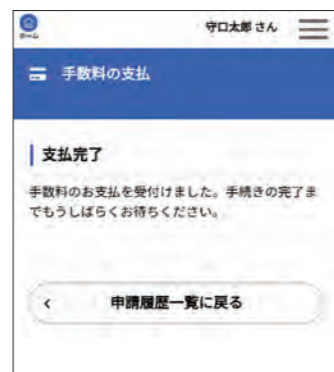 守口太郎 さん
ホーム
手数料の支払
支払完了
手数料のお支払を受付けました。手続きの完了ま
でもうしばらくお待ちください。
申請履歴一覧に戻る